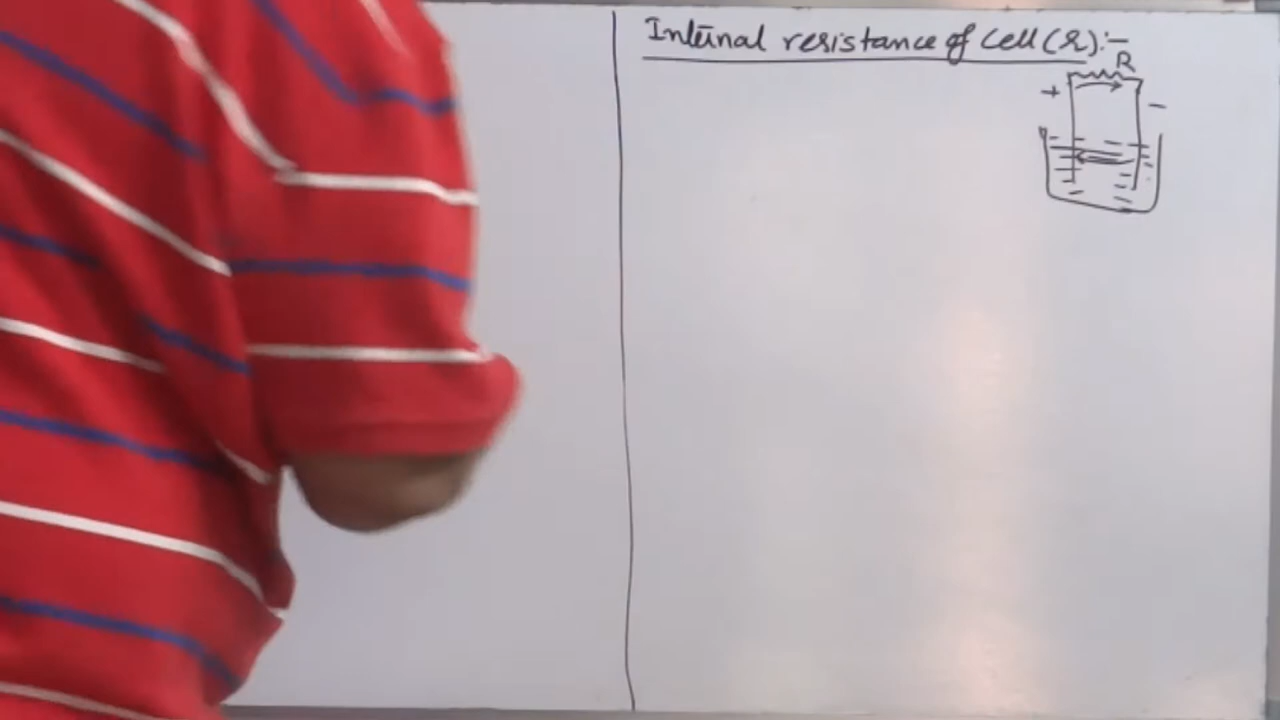 Internal resistance of cell (r):-
R
+
-